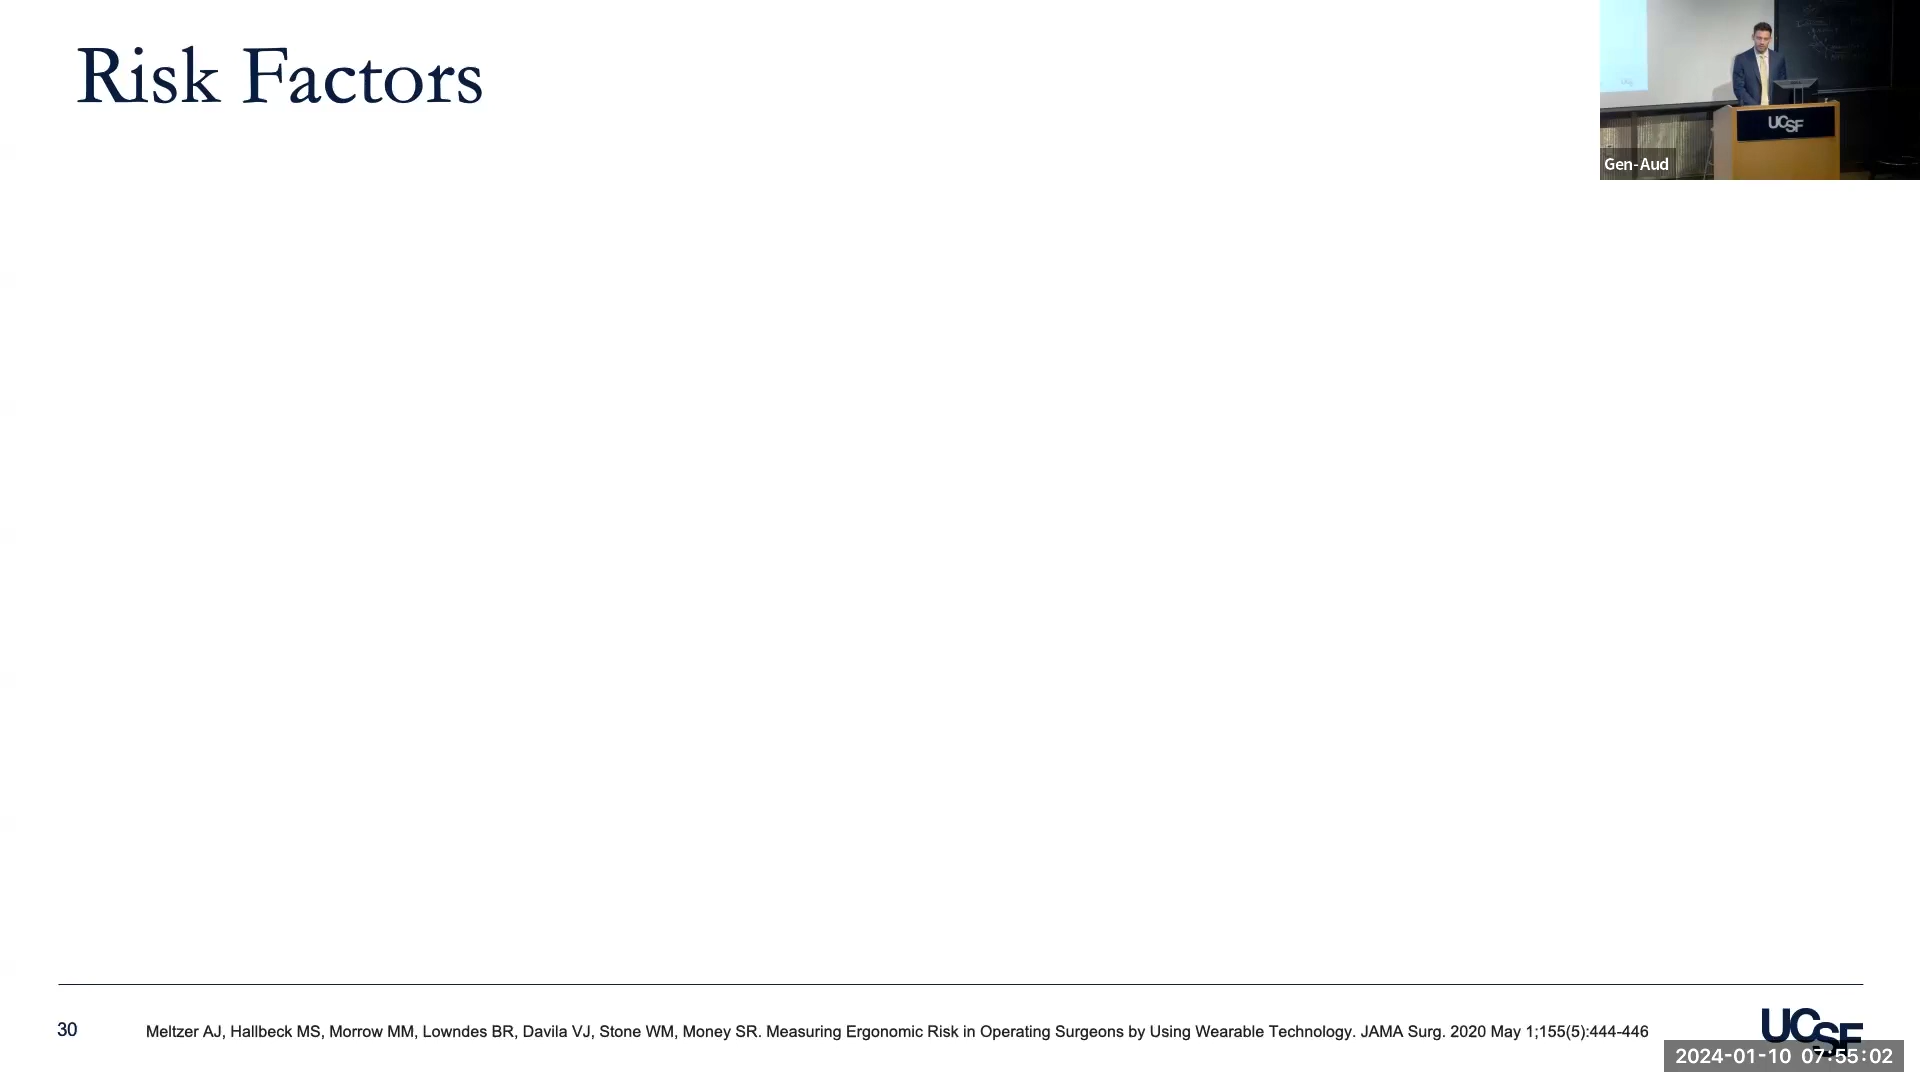 Risk Factors
UCSF
Gen-Aud
30
Meltzer AJ, Hallbeck MS, Morrow MM, Lowndes BR, Davila VJ, Stone WM, Money SR. Measuring Ergonomic Risk in Operating Surgeons by Using Wearable Technology. JAMA Surg. 2020 May 1;155(5):444-446
UCSF
2024-01-10 07:55:02